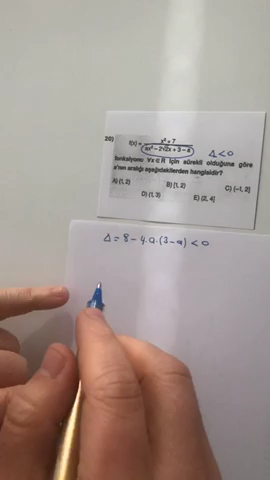 20)
f(x) = x² + 7
ax² – 2√2x + 3 – a
Δ < 0
fonksiyonu ∀x ∈ R için sürekli olduğuna göre
a'nın aralığı aşağıdakilerden hangisidir?
A) (1, 2) B) [1, 2) C) (–1, 2]
D) (1, 3) E) (2, 4]
Δ = 8 – 4.a.(3–a) < 0